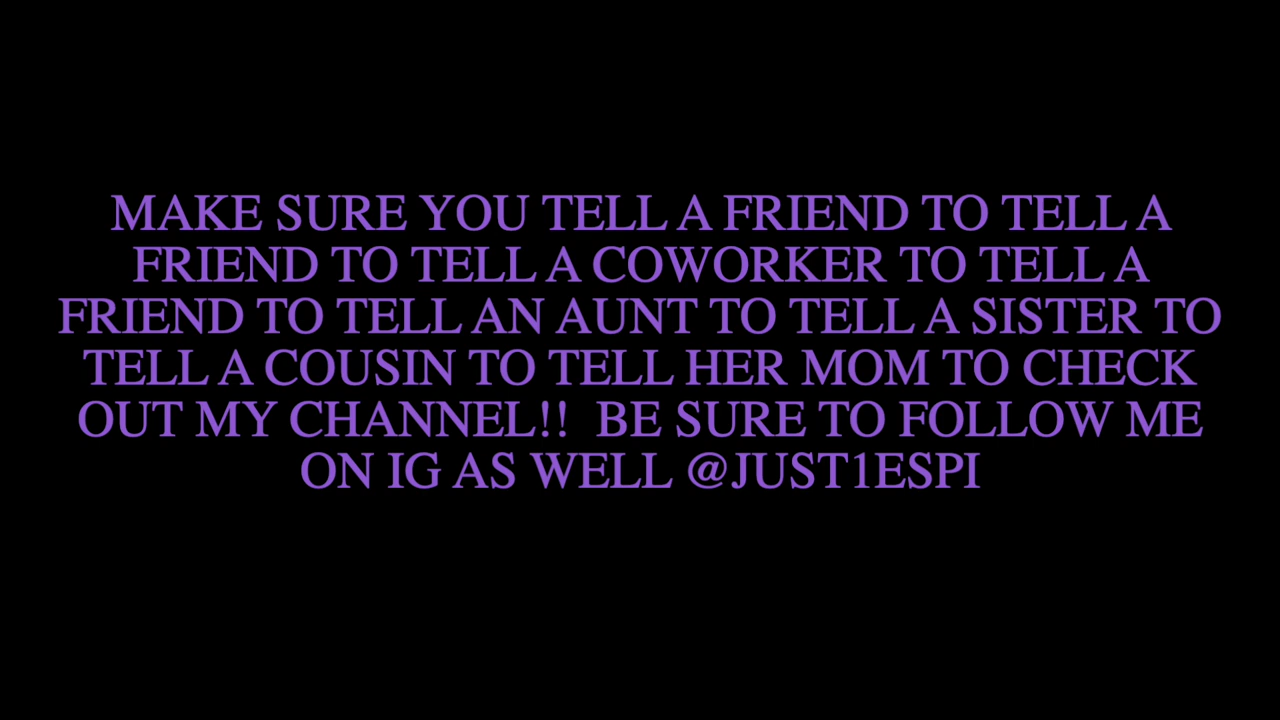 MAKE SURE YOU TELL A FRIEND TO TELL A
FRIEND TO TELL A COWORKER TO TELL A
FRIEND TO TELL AN AUNT TO TELL A SISTER TO
TELL A COUSIN TO TELL HER MOM TO CHECK
OUT MY CHANNEL!!  BE SURE TO FOLLOW ME
ON IG AS WELL @JUST1ESPI